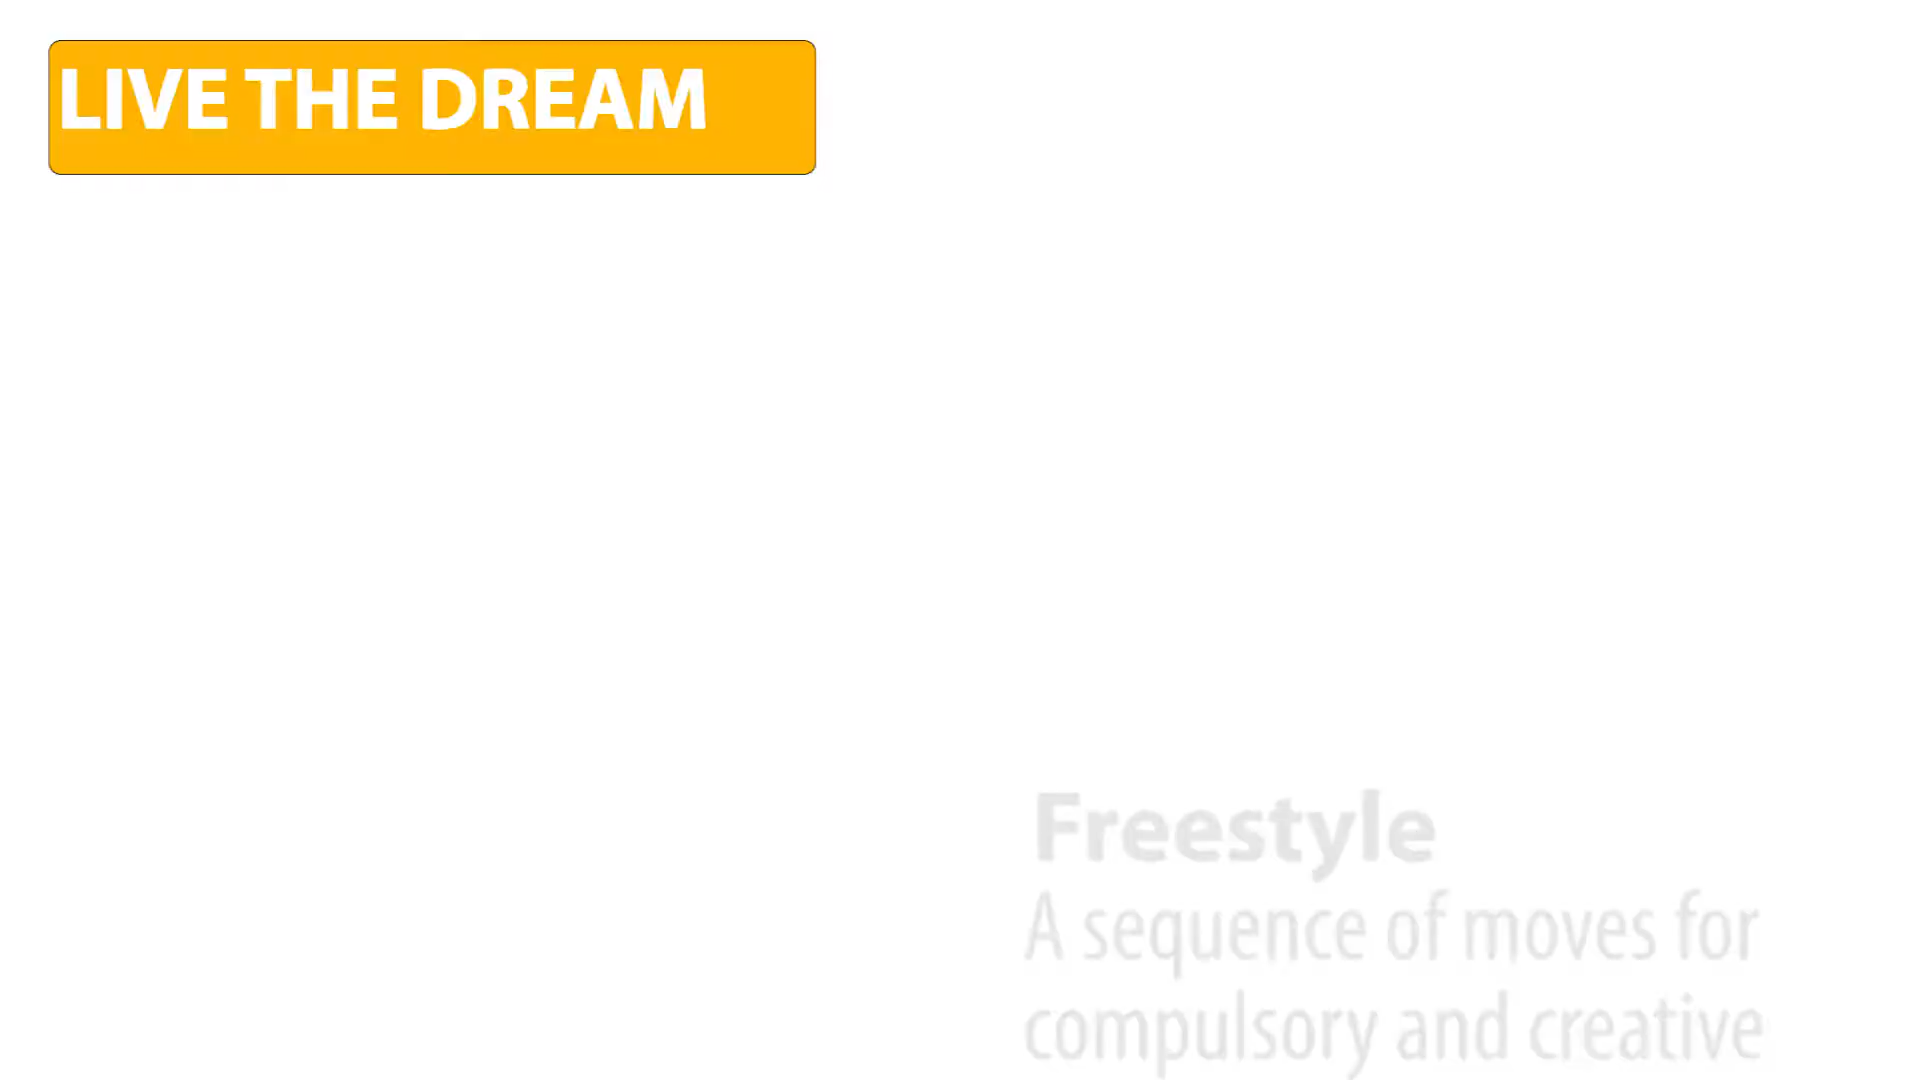 LIVE THE DREAM
Freestyle
A sequence of moves for
compulsory and creative